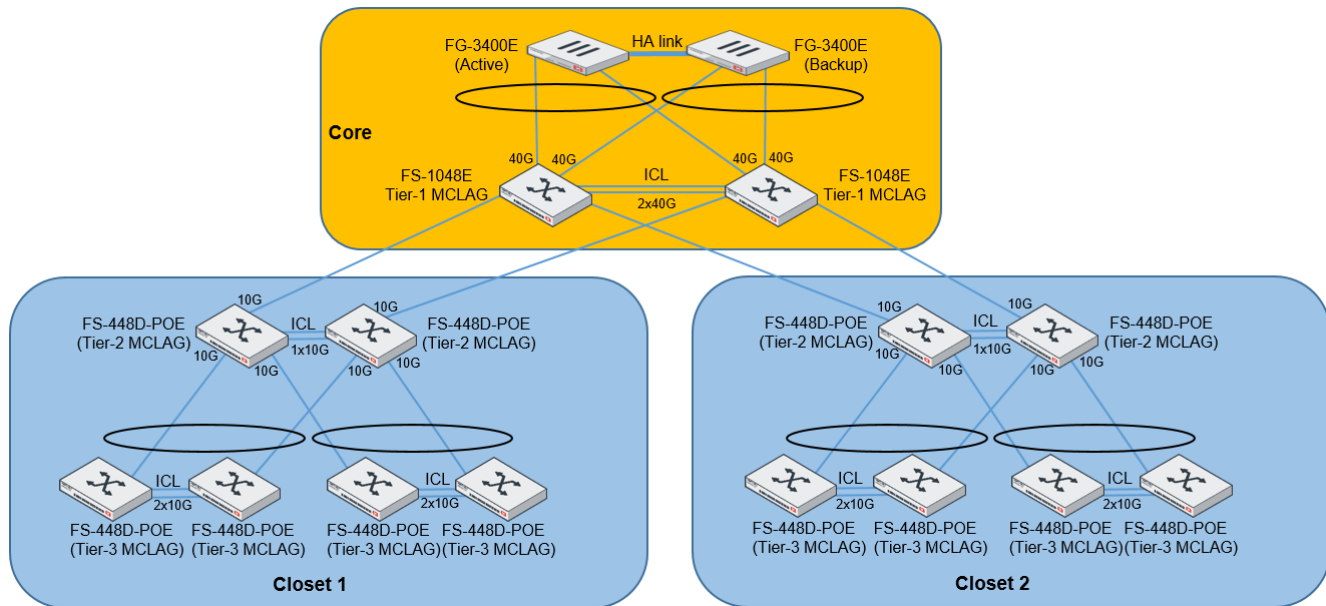 FG-3400E
(Active)
HA link
FG-3400E
(Backup)
Core
40G
40G
40G
40G
FS-1048E
Tier-1 MCLAG
ICL
2x40G
FS-1048E
Tier-1 MCLAG
10G
10G
FS-448D-POE
(Tier-2 MCLAG)
ICL
1x10G
FS-448D-POE
(Tier-2 MCLAG)
10G
10G
10G
10G
10G
10G
FS-448D-POE
(Tier-2 MCLAG)
ICL
1x10G
FS-448D-POE
(Tier-2 MCLAG)
10G
10G
10G
10G
ICL
2x10G
FS-448D-POE
(Tier-3 MCLAG)
FS-448D-POE
(Tier-3 MCLAG)
ICL
2x10G
FS-448D-POE
(Tier-3 MCLAG)
FS-448D-POE
(Tier-3 MCLAG)
Closet 1
ICL
2x10G
FS-448D-POE
(Tier-3 MCLAG)
FS-448D-POE
(Tier-3 MCLAG)
ICL
2x10G
FS-448D-POE
(Tier-3 MCLAG)
FS-448D-POE
(Tier-3 MCLAG)
Closet 2